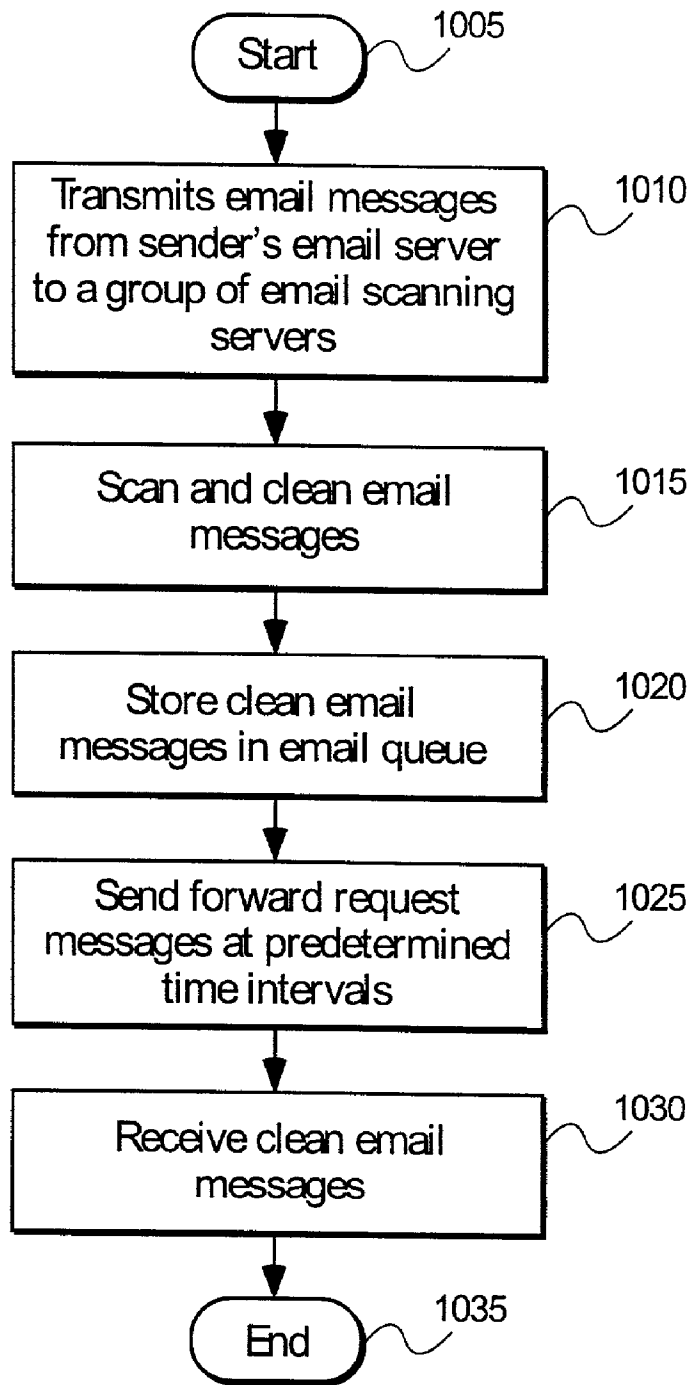 Start
1005
Transmits email messages
from sender's email server
to a group of email scanning
servers
1010
Scan and clean email
messages
1015
Store clean email
messages in email queue
1020
Send forward request
messages at predetermined
time intervals
1025
Receive clean email
messages
1030
End
1035